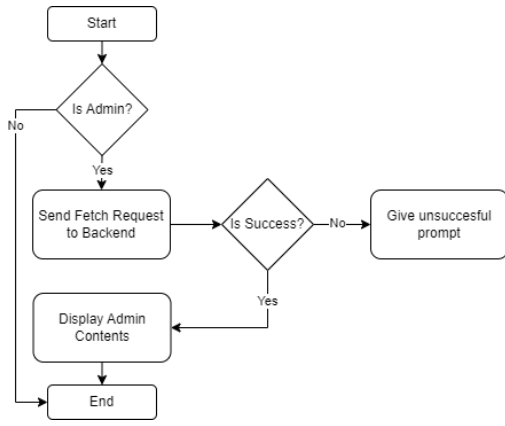 Start
Is Admin?
No
Yes
Send Fetch Request
to Backend
Is Success?
No
Give unsuccesful
prompt
Yes
Display Admin
Contents
End